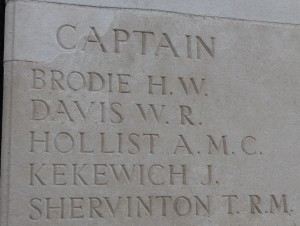 CAPTAIN
BRODIE H.W.
DAVIS W.R.
HOLLIST A.M.C.
KEKEWICH J.
SHERVINTON T.R.M.